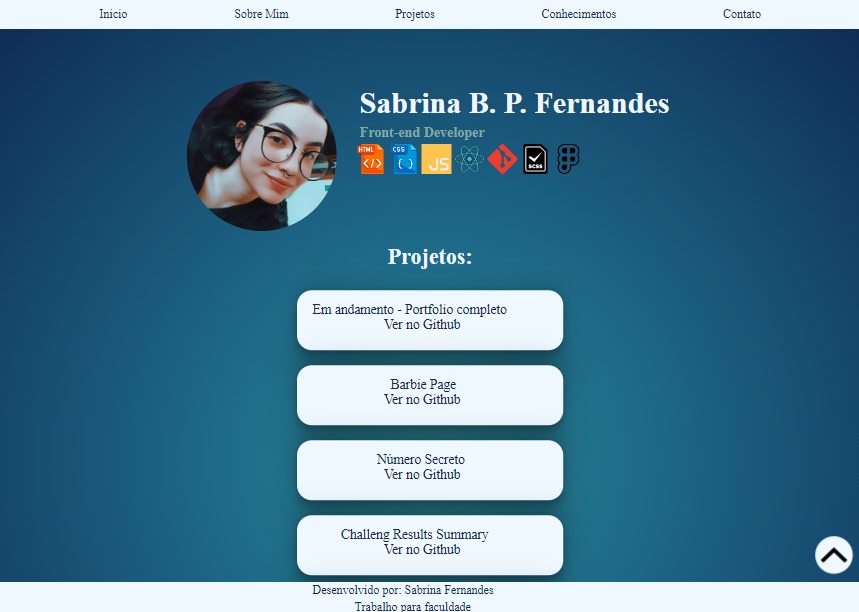 Inicio Sobre Mim Projetos Conhecimentos Contato
Sabrina B. P. Fernandes
Front-end Developer
HTML CSS JS SCSS
Projetos:
Em andamento - Portfolio completo
Ver no Github
Barbie Page
Ver no Github
Número Secreto
Ver no Github
Challeng Results Summary
Ver no Github
Desenvolvido por: Sabrina Fernandes
Trabalho para faculdade